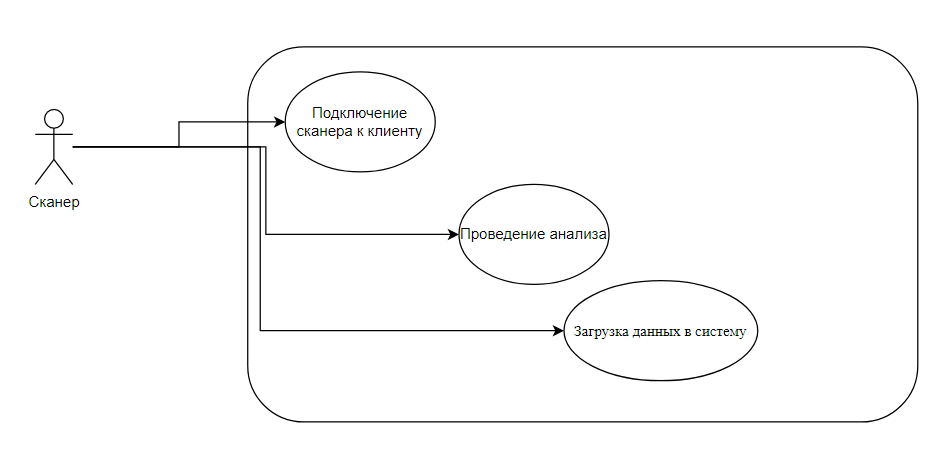 Подключение
сканера к клиенту
Сканер
Проведение анализа
Загрузка данных в систему